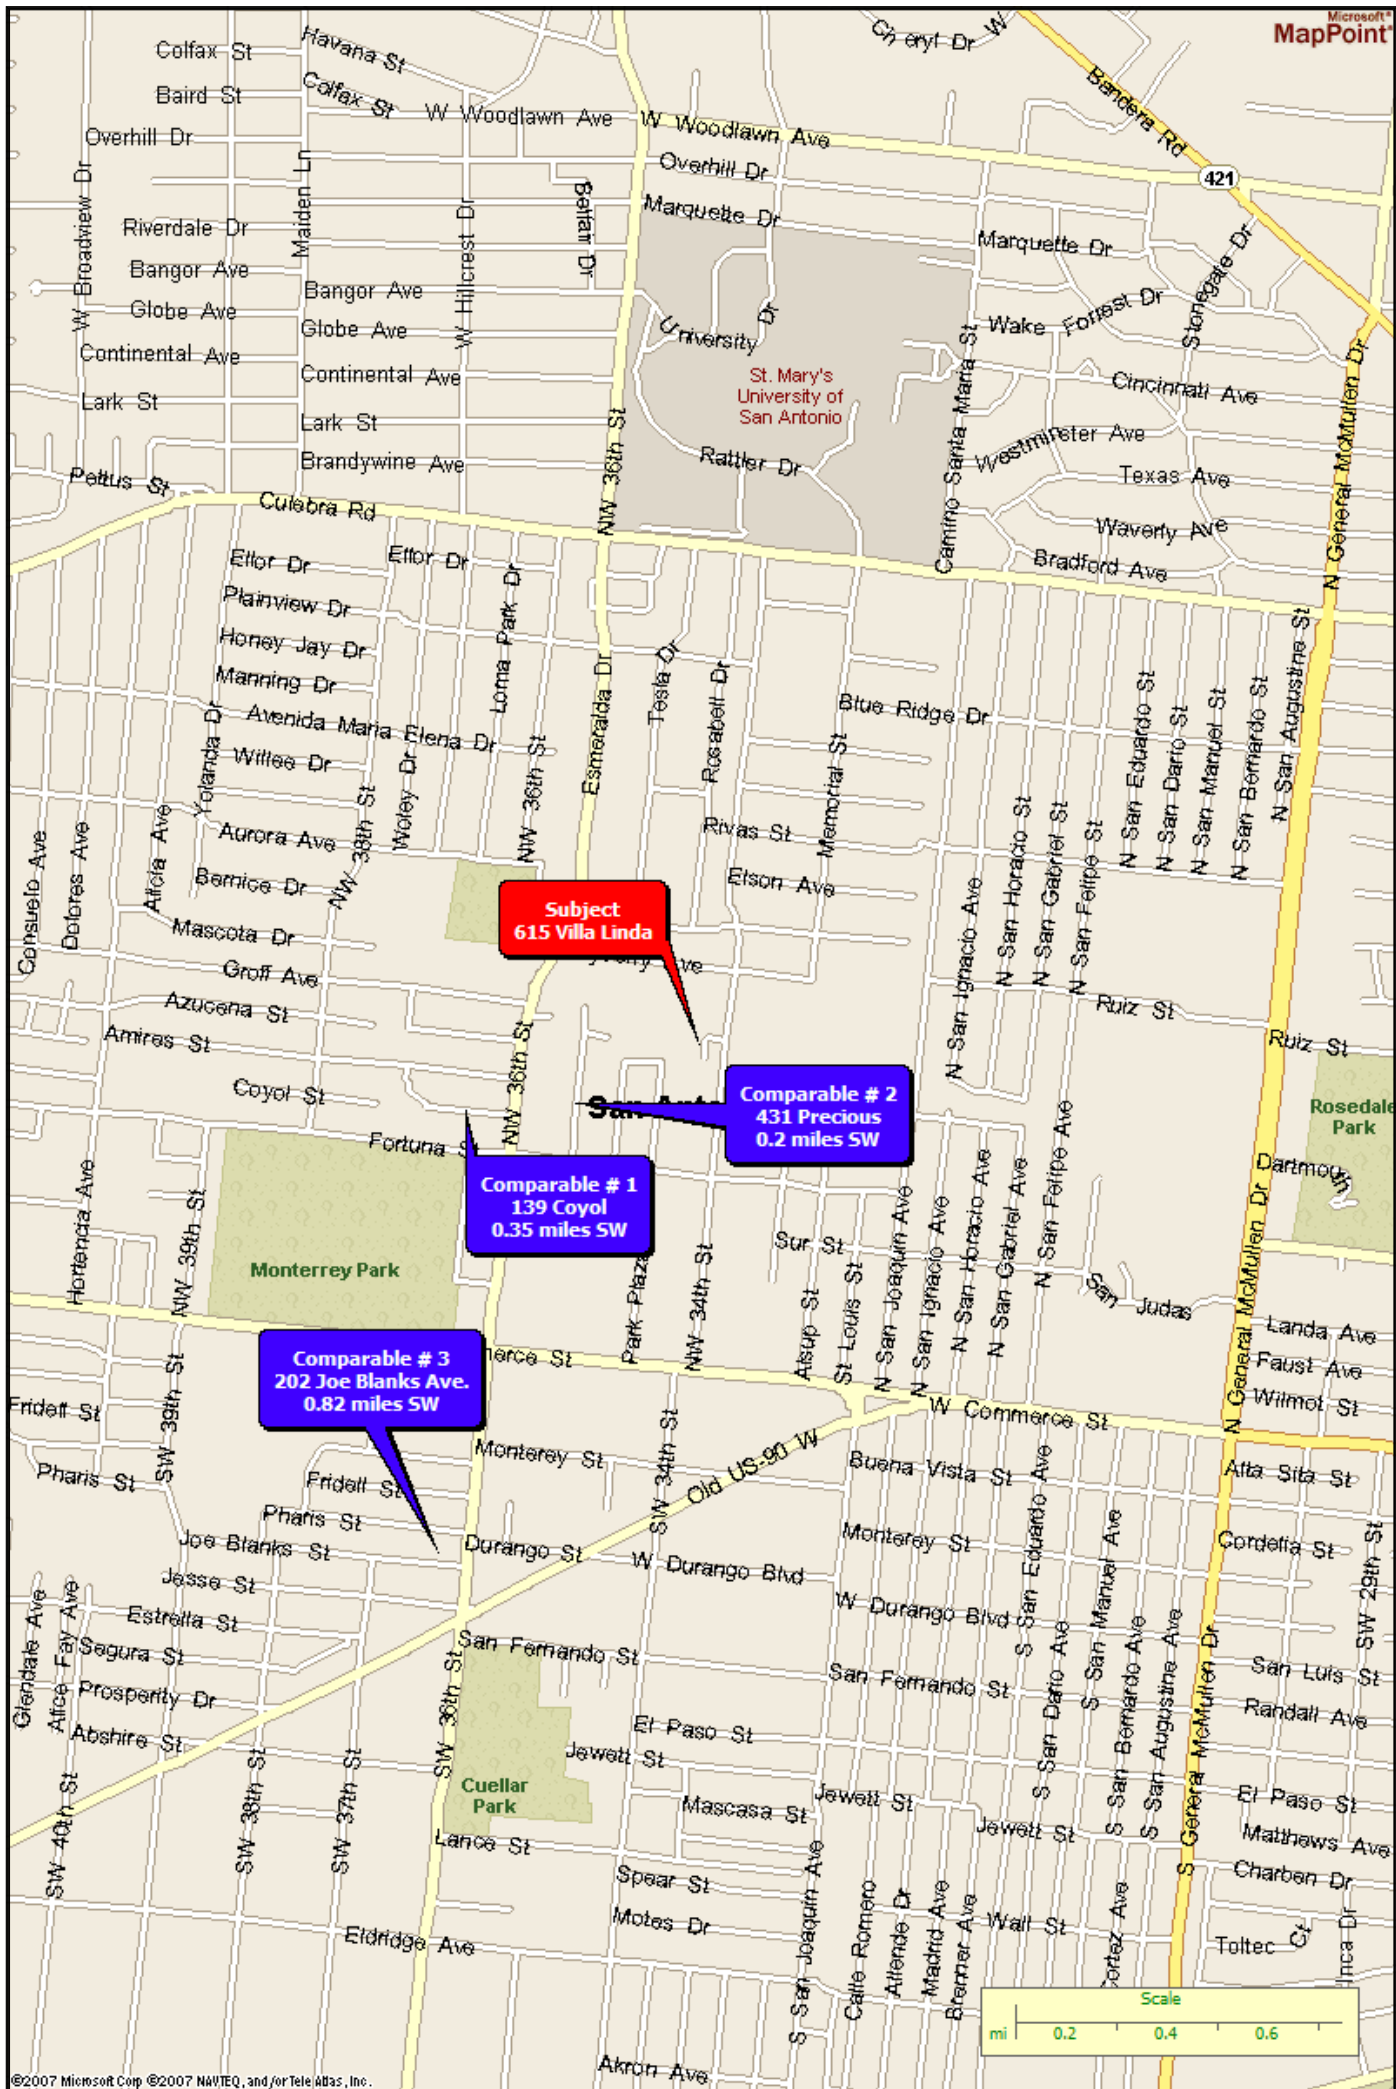 Microsoft®
MapPoint®
Cheryl Dr W
Colfax St
Havana St
Baird St
Colfax St
W Woodlawn Ave
W Woodlawn Ave
Bandera Rd
Overhill Dr
Overhill Dr
421
W Broadview Dr
Maiden Ln
W Hillcrest Dr
Belfair Dr
Marquette Dr
Marquette Dr
Riverdale Dr
Stonegate Dr
Bangor Ave
Bangor Ave
Globe Ave
Globe Ave
University Dr
Wake Forrest Dr
Continental Ave
Continental Ave
St. Mary's
University of
San Antonio
Cincinnati Ave
Lark St
Lark St
NW 36th St
Camino Santa Maria St
N General McMullen Dr
Westminster Ave
Brandywine Ave
Rattler Dr
Texas Ave
Pettus St
Culebra Rd
Waverly Ave
Bradford Ave
Ellor Dr
Ellor Dr
Plainview Dr
Loma Park Dr
Honey Jay Dr
Manning Dr
Esmeralda Dr
Tesla Dr
Rosabell Dr
Avenida Maria Elena Dr
Blue Ridge Dr
N San Eduardo St
N San Dario St
N San Manuel St
N San Bernardo St
N San Augustine St
Yolanda Dr
Willee Dr
Woley Dr
NW 36th St
Memorial St
Aurora Ave
NW 38th St
Rivas St
Consuelo Ave
Dolores Ave
Alicia Ave
Bernice Dr
Elson Ave
N San Ignacio Ave
N San Horacio St
N San Gabriel St
N San Felipe St
Subject
615 Villa Linda
Mascota Dr
Groff Ave
Ave
Azucena St
Ruiz St
Ruiz St
Amires St
NW 36th St
Coyol St
San Ant
Comparable # 2
431 Precious
0.2 miles SW
Rosedale
Park
Fortuna St
Dartmouth
Comparable # 1
139 Coyol
0.35 miles SW
Hortencia Ave
NW 39th St
Monterrey Park
Park Plaza
NW 34th St
Sur St
Alsup St
St Louis St
N San Joaquin Ave
N San Ignacio Ave
N San Horacio Ave
N San Gabriel Ave
N San Felipe Ave
San Judas
N General McMullen Dr
Landa Ave
Faust Ave
Wilmot St
Comparable # 3
202 Joe Blanks Ave.
0.82 miles SW
merce St
W Commerce St
Fridell St
SW 39th St
Pharis St
Monterey St
SW 34th St
Old US-90 W
Buena Vista St
Alta Sita St
Fridell St
Pharis St
Joe Blanks St
Durango St
W Durango Blvd
Monterey St
S San Eduardo Ave
S San Manuel Ave
Cordelia St
SW 29th St
Jesse St
Estrella St
W Durango Blvd
Glendale Ave
Alice Fay Ave
Segura St
San Fernando St
San Fernando St
S San Dario Ave
S San Bernardo Ave
S San Augustine Ave
S General McMullen Dr
San Luis St
Prosperity Dr
SW 36th St
Randall Ave
Abshire St
El Paso St
Jewett St
Jewett St
El Paso St
SW 40th St
SW 38th St
SW 37th St
Cuellar
Park
Mascasa St
Jewett St
Matthews Ave
Lance St
Spear St
Charben Dr
Motes Dr
S San Joaquin Ave
Calle Romero
Allende Dr
Madrid Ave
Brenner Ave
Wall St
Cortez Ave
Toltec Ct
Inca Dr
Eldridge Ave
Scale
mi 0.2 0.4 0.6
Akron Ave
©2007 Microsoft Corp ©2007 NAVTEQ, and/or Tele Atlas, Inc.